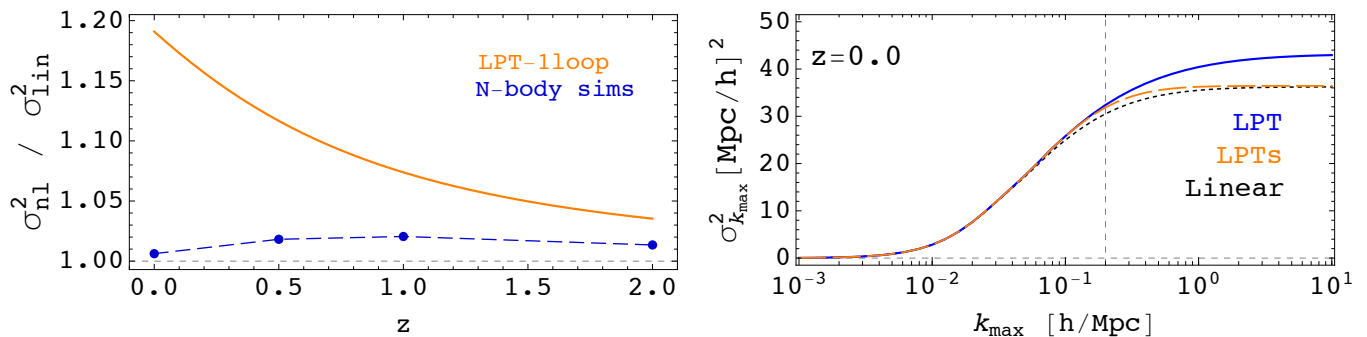 σ²nl / σ²lin
1.20
1.15
1.10
1.05
1.00
LPT-1loop
N-body sims
0.0 0.5 1.0 1.5 2.0
z
σ²kmax [Mpc/h]²
50
40
30
20
10
0
z=0.0
LPT
LPTs
Linear
10⁻³ 10⁻² 10⁻¹ 10⁰ 10¹
kmax [h/Mpc]